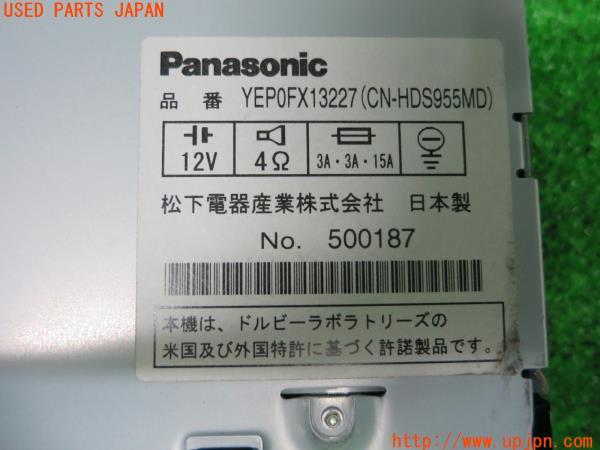 USED PARTS JAPAN
Panasonic
品 番 YEP0FX13227(CN-HDS955MD)
12V 4Ω 3A・3A・15A
松下電器産業株式会社 日本製
No. 500187
本機は、ドルビーラボラトリーズの
米国及び外国特許に基づく許諾製品です。
http://www.upjpn.com